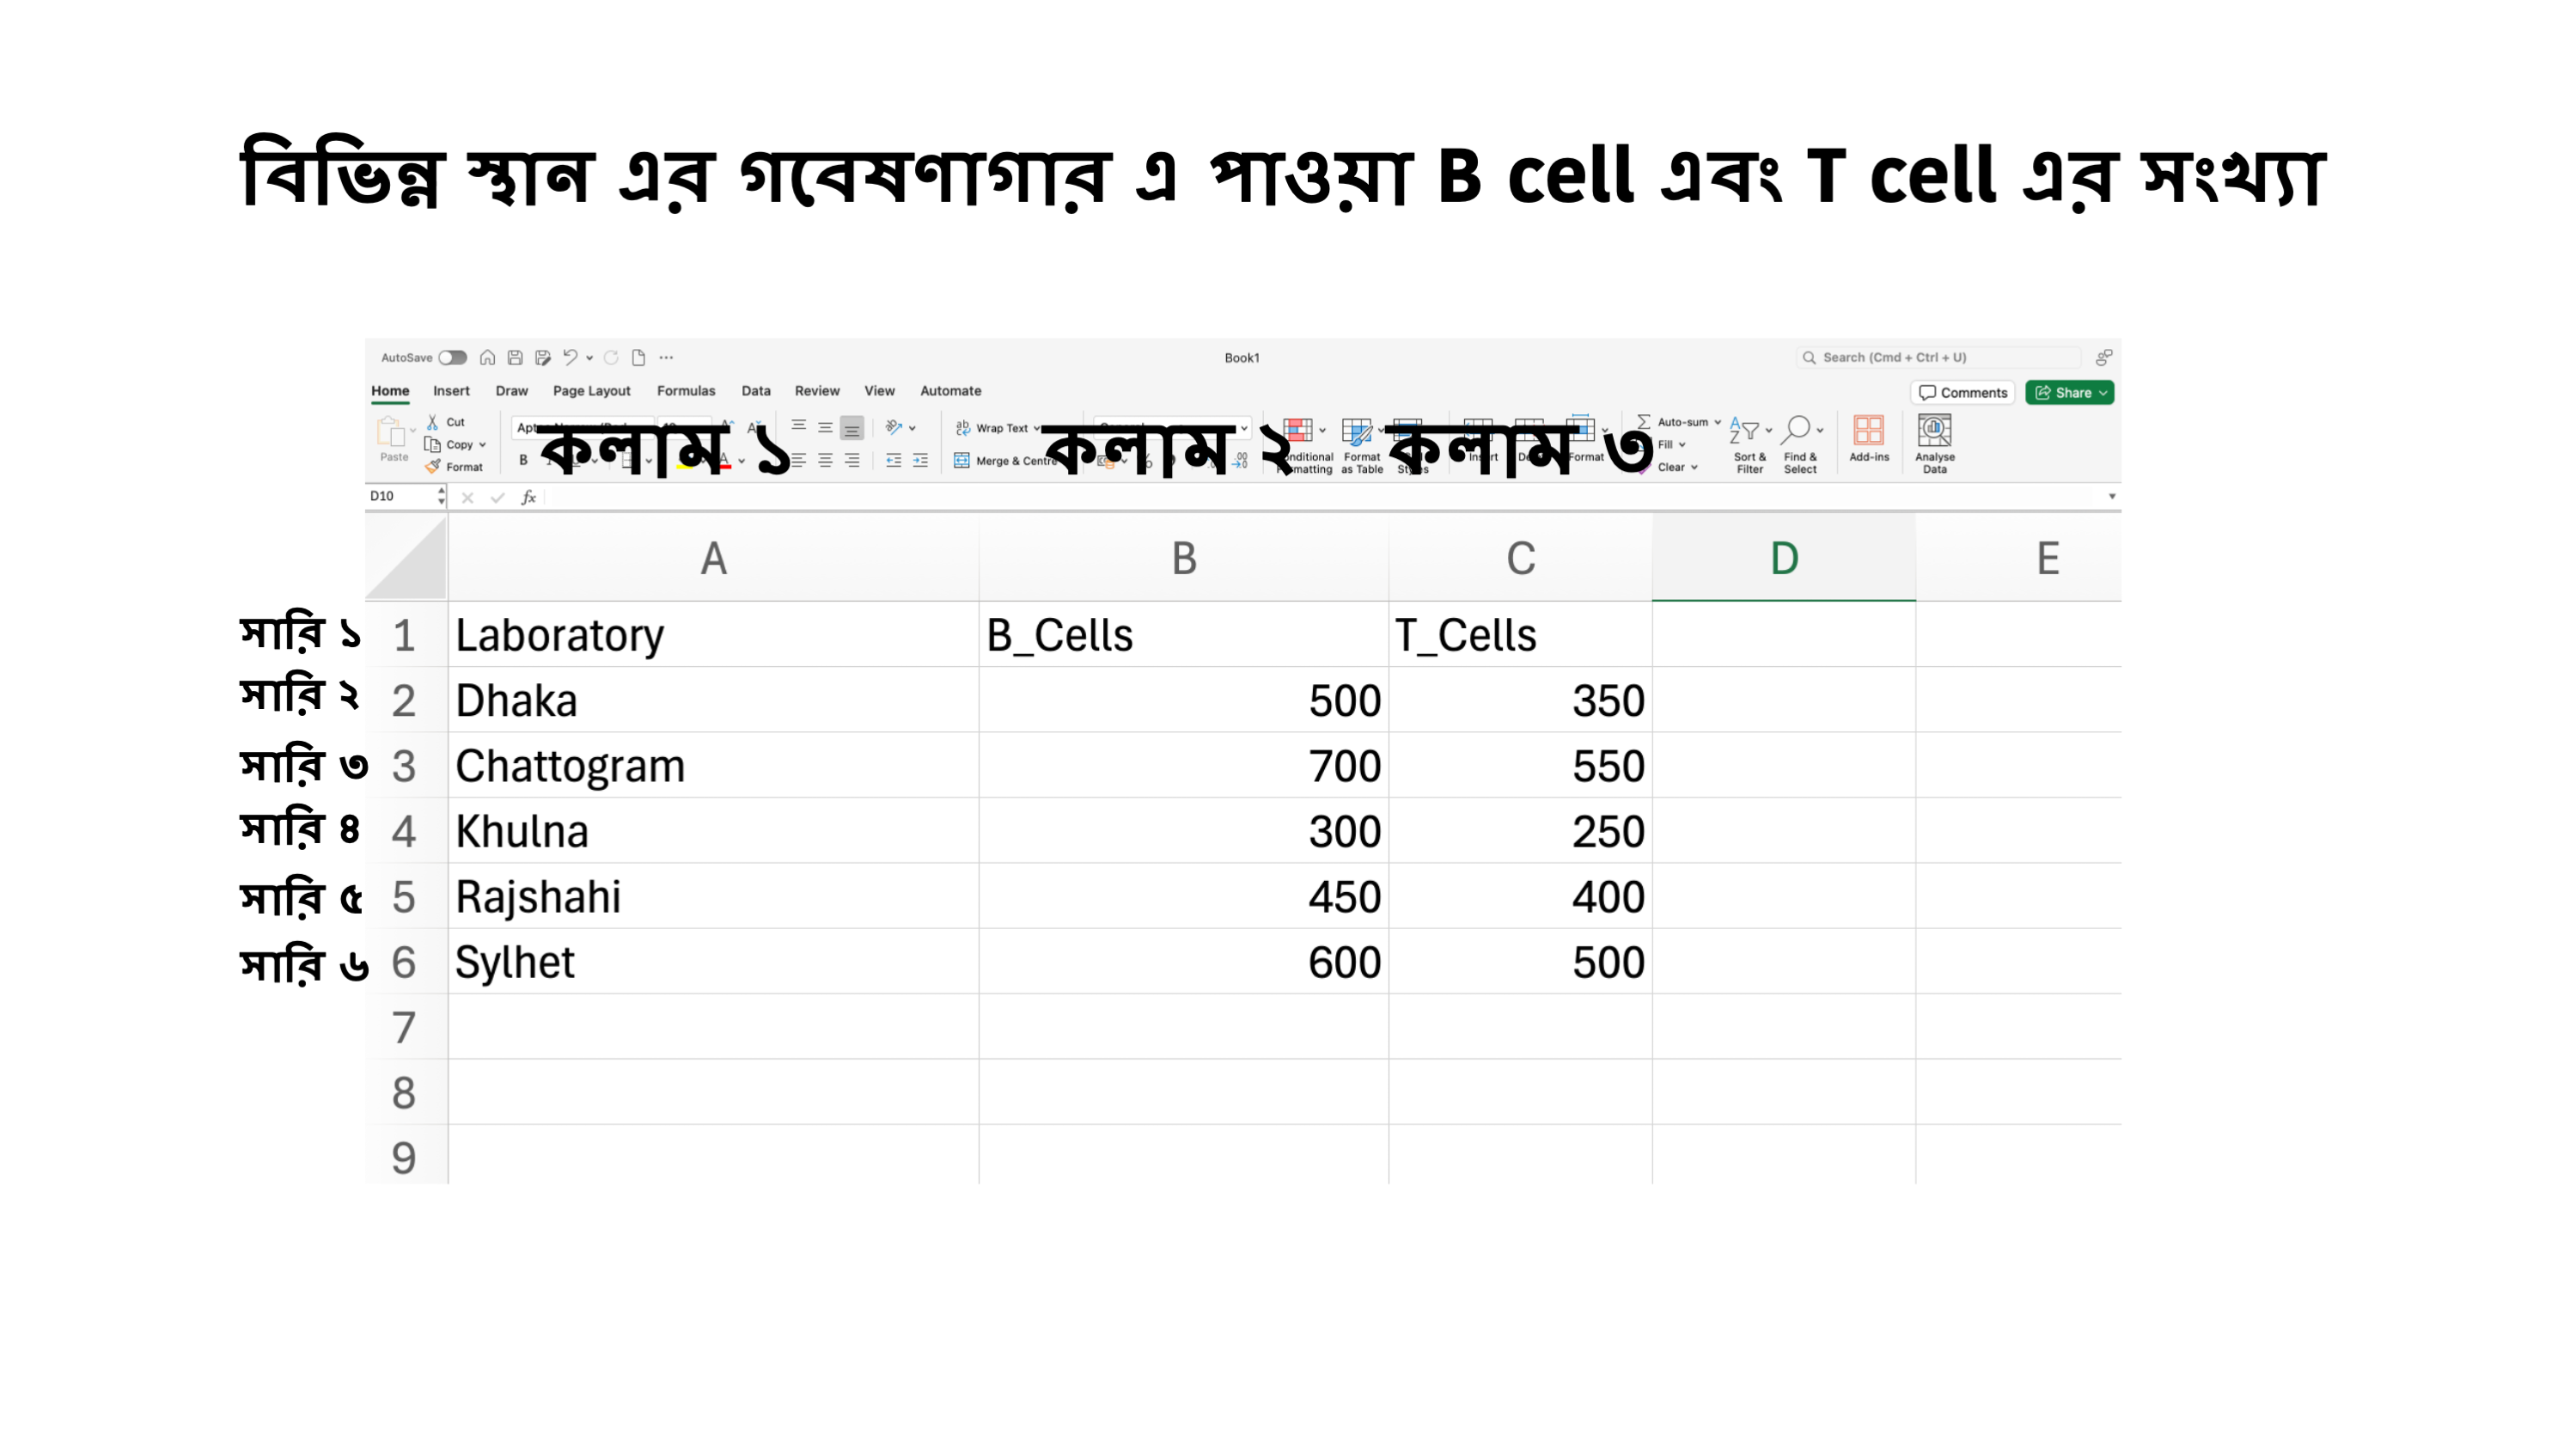 বিভিন্ন স্থান এর গবেষণাগার এ পাওয়া B cell এবং T cell এর সংখ্যা
AutoSave Book1 Search (Cmd + Ctrl + U)
Home Insert Draw Page Layout Formulas Data Review View Automate Comments Share
Paste Cut Copy Format B Wrap Text Merge & Centre Format as Table Format Auto-sum Fill Clear Sort & Filter Find & Select Add-ins Analyse Data
কলাম ১ কলাম ২ কলাম ৩
D10 fx
A B C D E
সারি ১ 1 Laboratory B_Cells T_Cells
সারি ২ 2 Dhaka 500 350
সারি ৩ 3 Chattogram 700 550
সারি ৪ 4 Khulna 300 250
সারি ৫ 5 Rajshahi 450 400
সারি ৬ 6 Sylhet 600 500
7
8
9